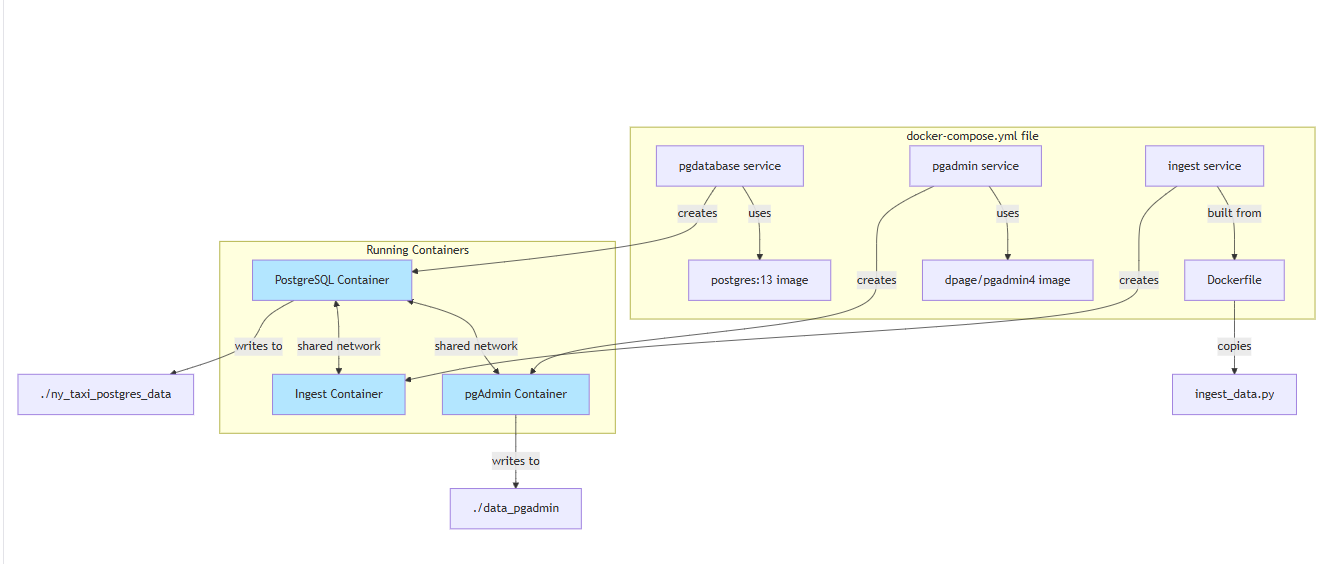 docker-compose.yml file
pgdatabase service
pgadmin service
ingest service
creates
uses
uses
built from
Running Containers
PostgreSQL Container
postgres:13 image
creates
dpage/pgadmin4 image
creates
Dockerfile
writes to
shared network
shared network
copies
./ny_taxi_postgres_data
Ingest Container
pgAdmin Container
ingest_data.py
writes to
./data_pgadmin